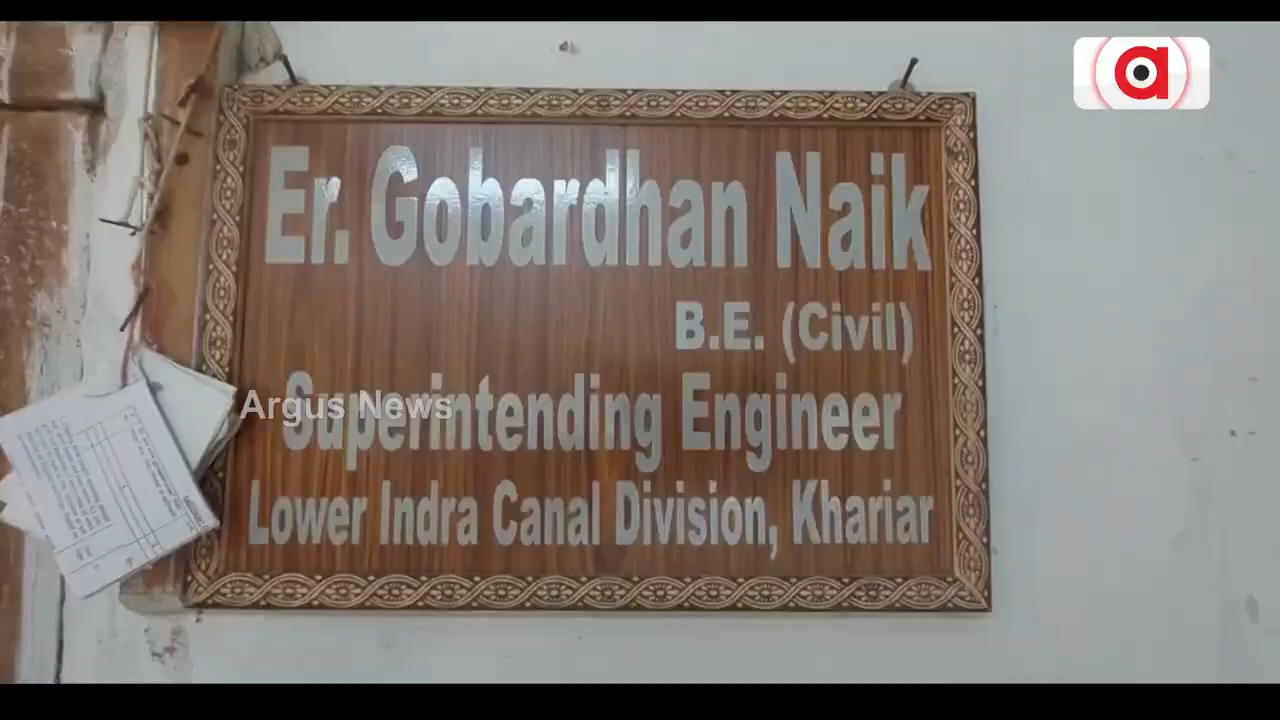 Er. Gobardhan Naik
B.E. (Civil)
Superintending Engineer
Argus News
Lower Indra Canal Division, Khariar
a